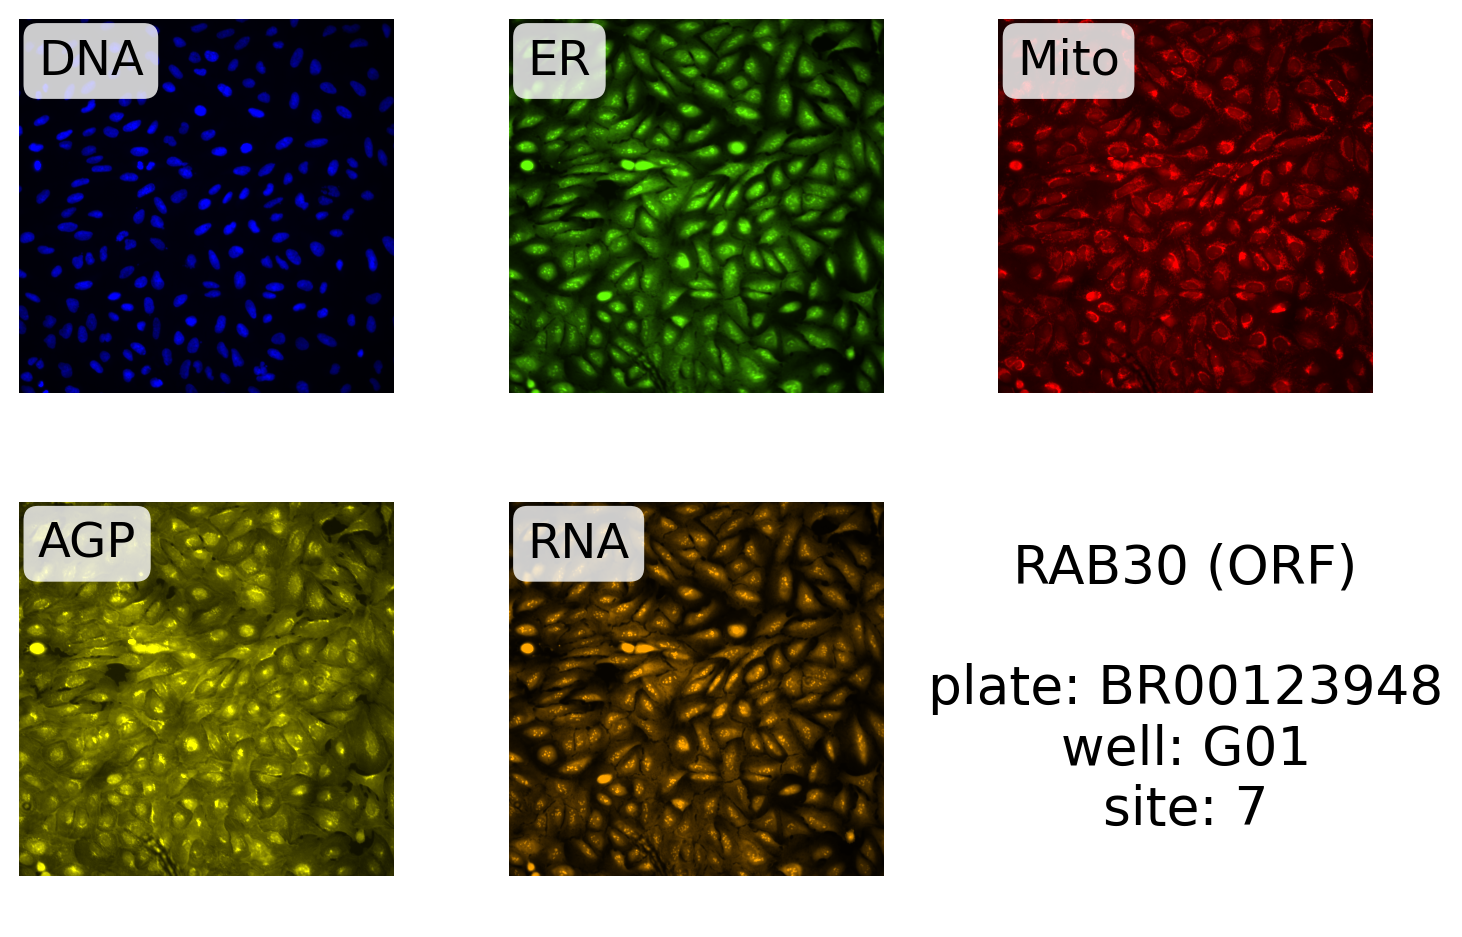 DNA
ER
Mito
AGP
RNA
RAB30 (ORF)
plate: BR00123948
well: G01
site: 7